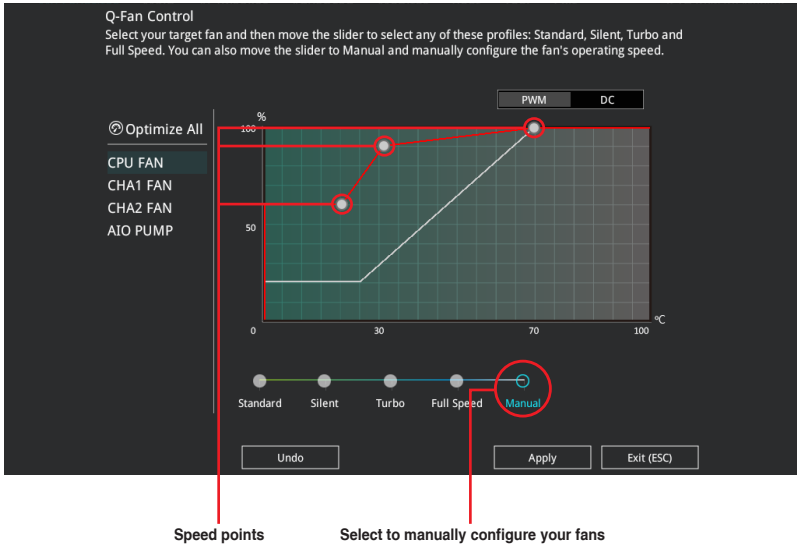 Q-Fan Control
Select your target fan and then move the slider to select any of these profiles: Standard, Silent, Turbo and
Full Speed. You can also move the slider to Manual and manually configure the fan's operating speed.
PWM DC
Optimize All
CPU FAN
CHA1 FAN
CHA2 FAN
AIO PUMP
%
100
50
0 30 70 100
ºC
Standard Silent Turbo Full Speed Manual
Undo Apply Exit (ESC)
Speed points Select to manually configure your fans